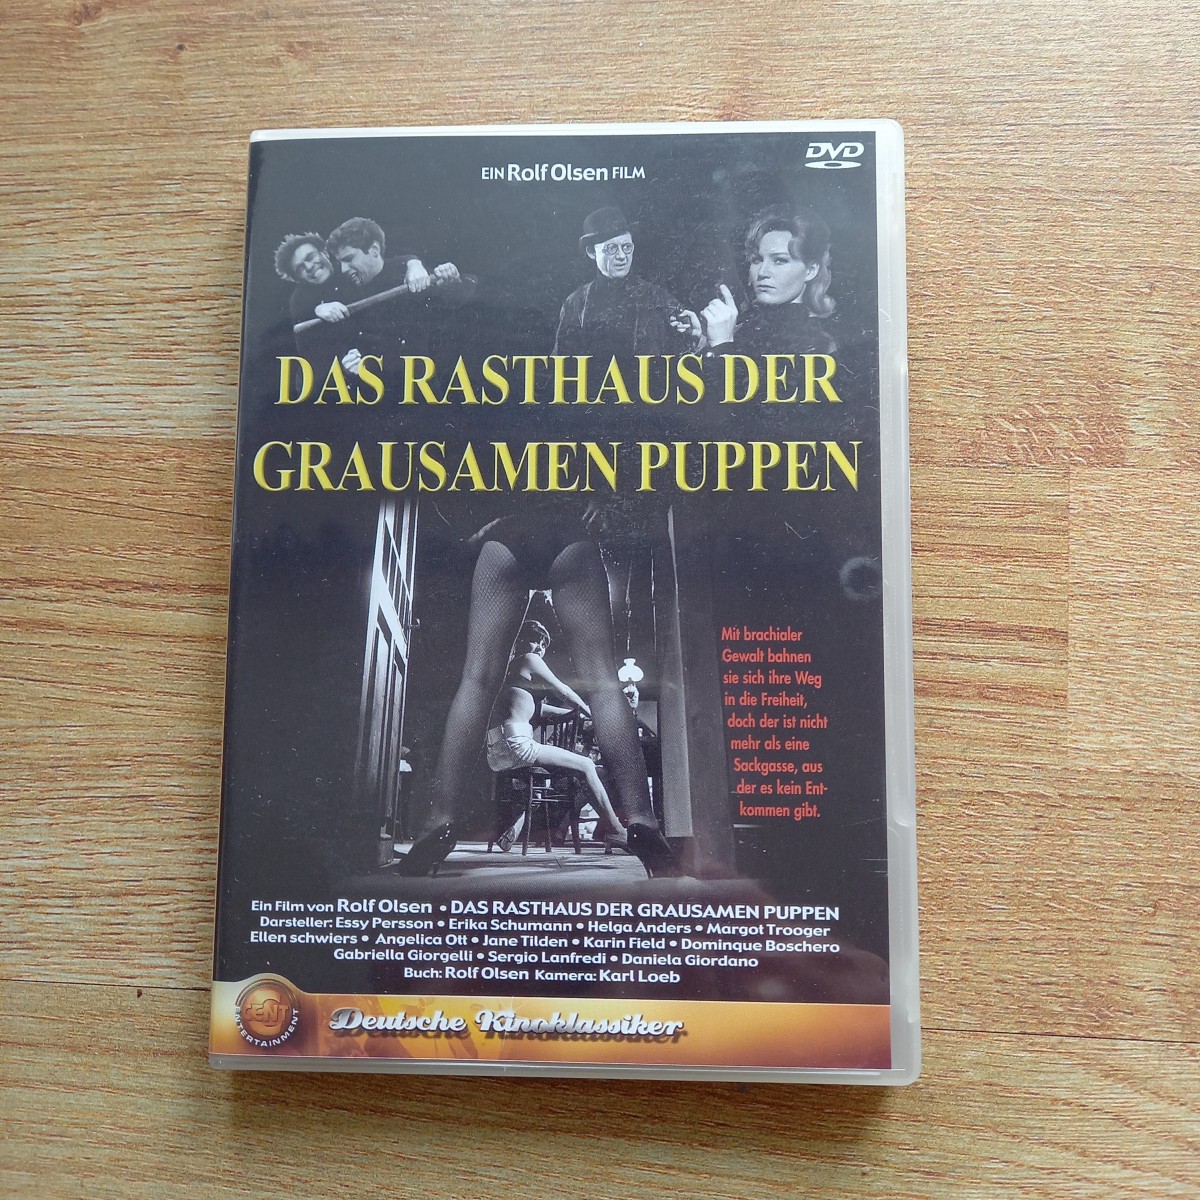 DVD
EIN Rolf Olsen FILM
DAS RASTHAUS DER
GRAUSAMEN PUPPEN
Mit brachialer
Gewalt bahnen
sie sich ihre Weg
in die Freiheit,
doch der ist nicht
mehr als eine
Sackgasse, aus
der es kein Ent-
kommen gibt.
Ein Film von Rolf Olsen • DAS RASTHAUS DER GRAUSAMEN PUPPEN
Darsteller: Essy Persson • Erika Schumann • Helga Anders • Margot Trooger
Ellen schwiers • Angelica Ott • Jane Tilden • Karin Field • Dominque Boschero
Gabriella Giorgelli • Sergio Lanfredi • Daniela Giordano
Buch: Rolf Olsen Kamera: Karl Loeb
CENTI
ENTERTAINMENT
Deutsche Kinoklassiker